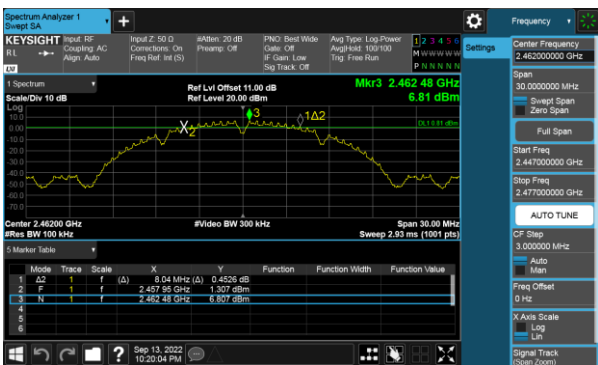 Spectrum Analyzer 1
Swept SA
Frequency
KEYSIGHT
RL
Input: RF
Coupling: AC
Align: Auto
Input Z: 50 Ω
Corrections: On
Freq Ref: Int (S)
#Atten: 20 dB
Preamp: Off
PNO: Best Wide
Gate: Off
IF Gain: Low
Sig Track: Off
Avg Type: Log-Power
Avg|Hold: 100/100
Trig: Free Run
1 2 3 4 5 6
M W W W W W
P N N N N N
1 Spectrum
Scale/Div 10 dB
Ref Lvl Offset 11.00 dB
Ref Level 20.00 dBm
Mkr3 2.462 48 GHz
6.81 dBm
Log
10.0
0.00
-10.0
-20.0
-30.0
-40.0
-50.0
-60.0
-70.0
X2
3
1Δ2
DL1 0.81 dBm
Center 2.46200 GHz
#Res BW 100 kHz
#Video BW 300 kHz
Span 30.00 MHz
Sweep 2.93 ms (1001 pts)
5 Marker Table
Mode Trace Scale X Y Function Function Width Function Value
1 Δ2 1 f (Δ) 8.04 MHz (Δ) 0.4526 dB
2 F 1 f 2.457 95 GHz 1.307 dBm
3 N 1 f 2.462 48 GHz 6.807 dBm
4
5
6
Sep 13, 2022
10:20:04 PM
Settings
Center Frequency
2.462000000 GHz
Span
30.0000000 MHz
Swept Span
Zero Span
Full Span
Start Freq
2.447000000 GHz
Stop Freq
2.477000000 GHz
AUTO TUNE
CF Step
3.000000 MHz
Auto
Man
Freq Offset
0 Hz
X Axis Scale
Log
Lin
Signal Track
(Span Zoom)